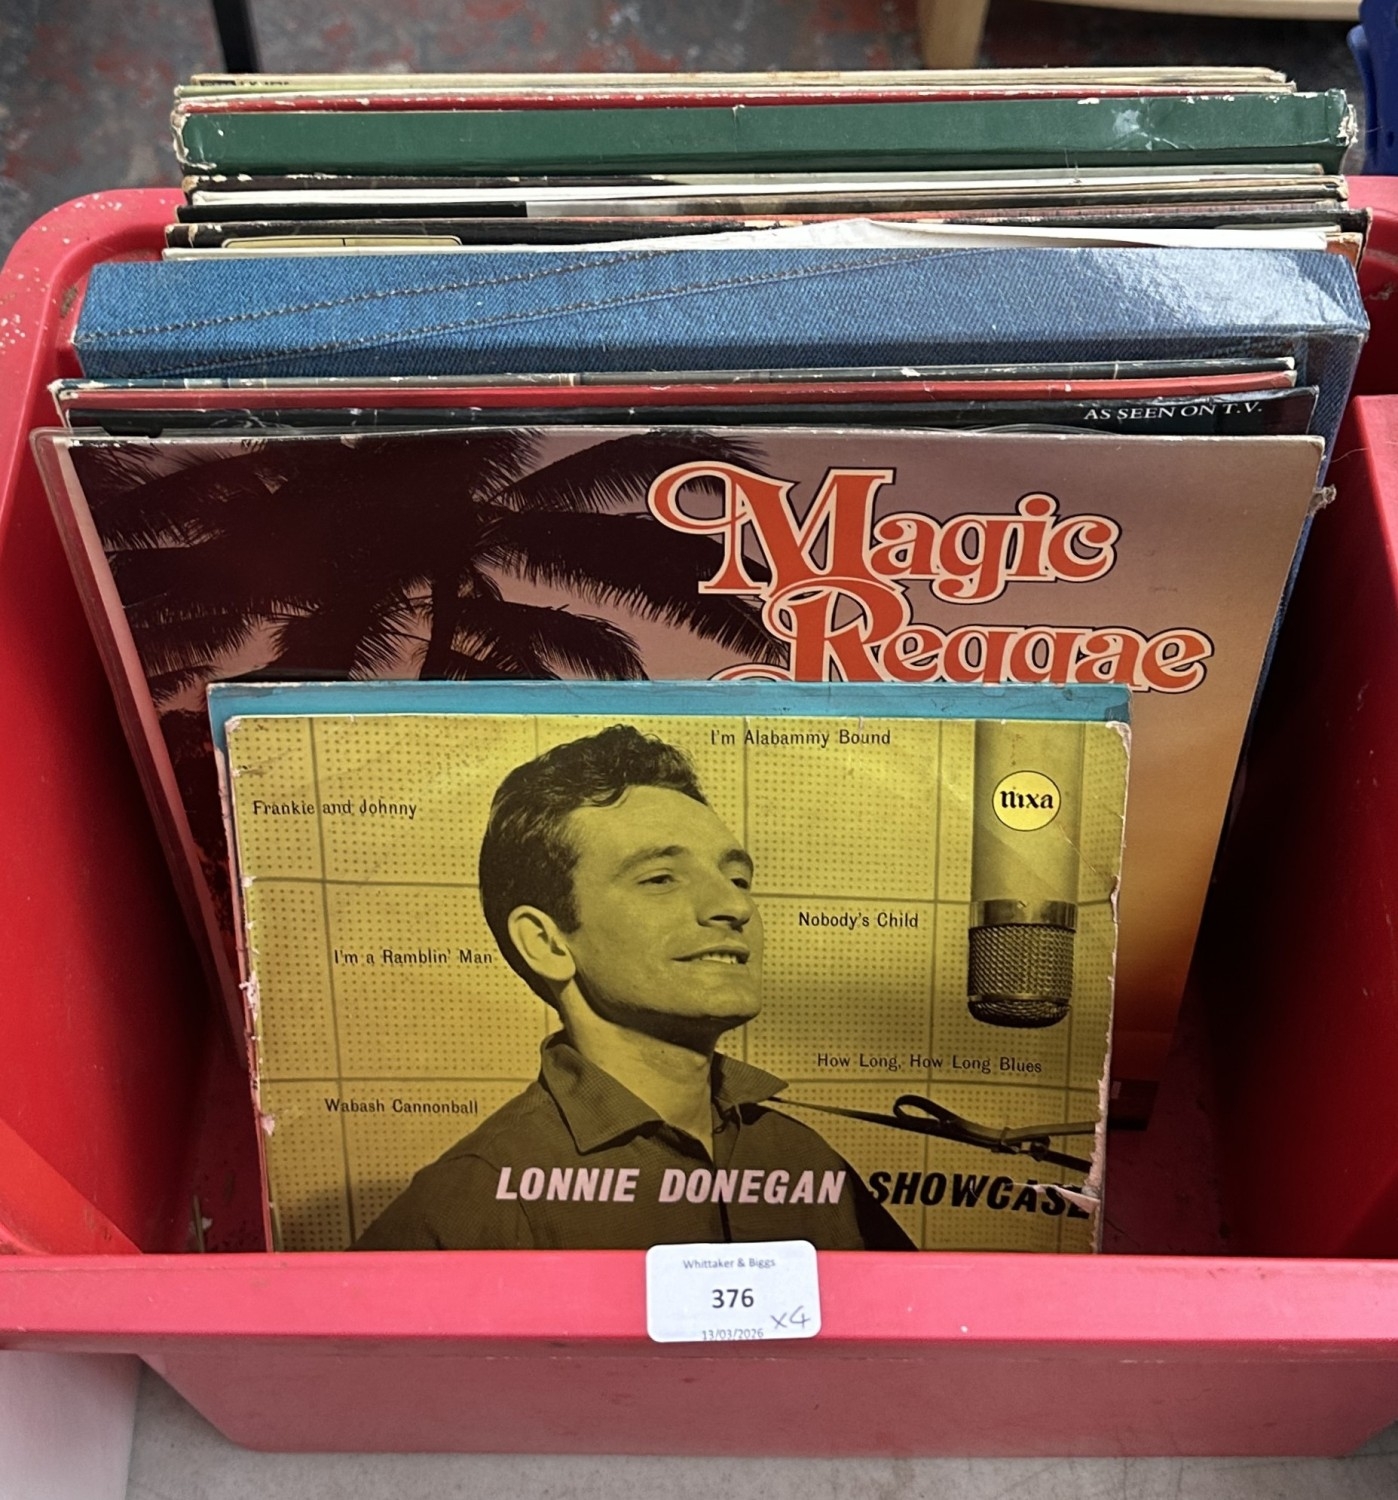 AS SEEN ON T.V.
Magic
Reggae
I'm Alabammy Bound
nixa
Frankie and Johnny
Nobody's Child
I'm a Ramblin' Man
How Long, How Long Blues
Wabash Cannonball
LONNIE DONEGAN SHOWCASE
Whittaker & Biggs
376
x4
13/03/2026